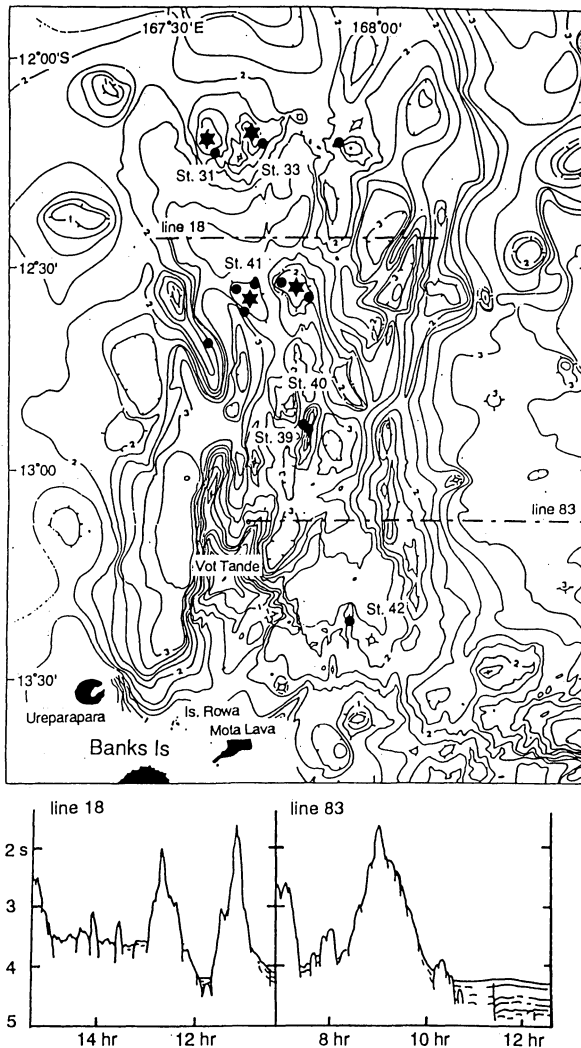 167°30'E 168°00'
12°00'S
St. 31 St. 33
line 18
St. 41
12°30'
St. 40
St. 39
13°00'
line 83
Vot Tande
St. 42
13°30'
Ureparapara
Is. Rowa
Mota Lava
Banks Is
line 18 line 83
2 s
3
4
5
14 hr 12 hr 8 hr 10 hr 12 hr